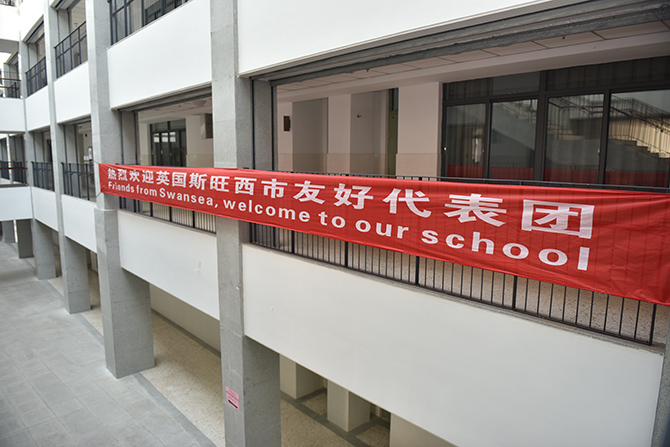 熱烈欢迎英国斯旺西市友好代表团
Friends from Swansea, welcome to our school